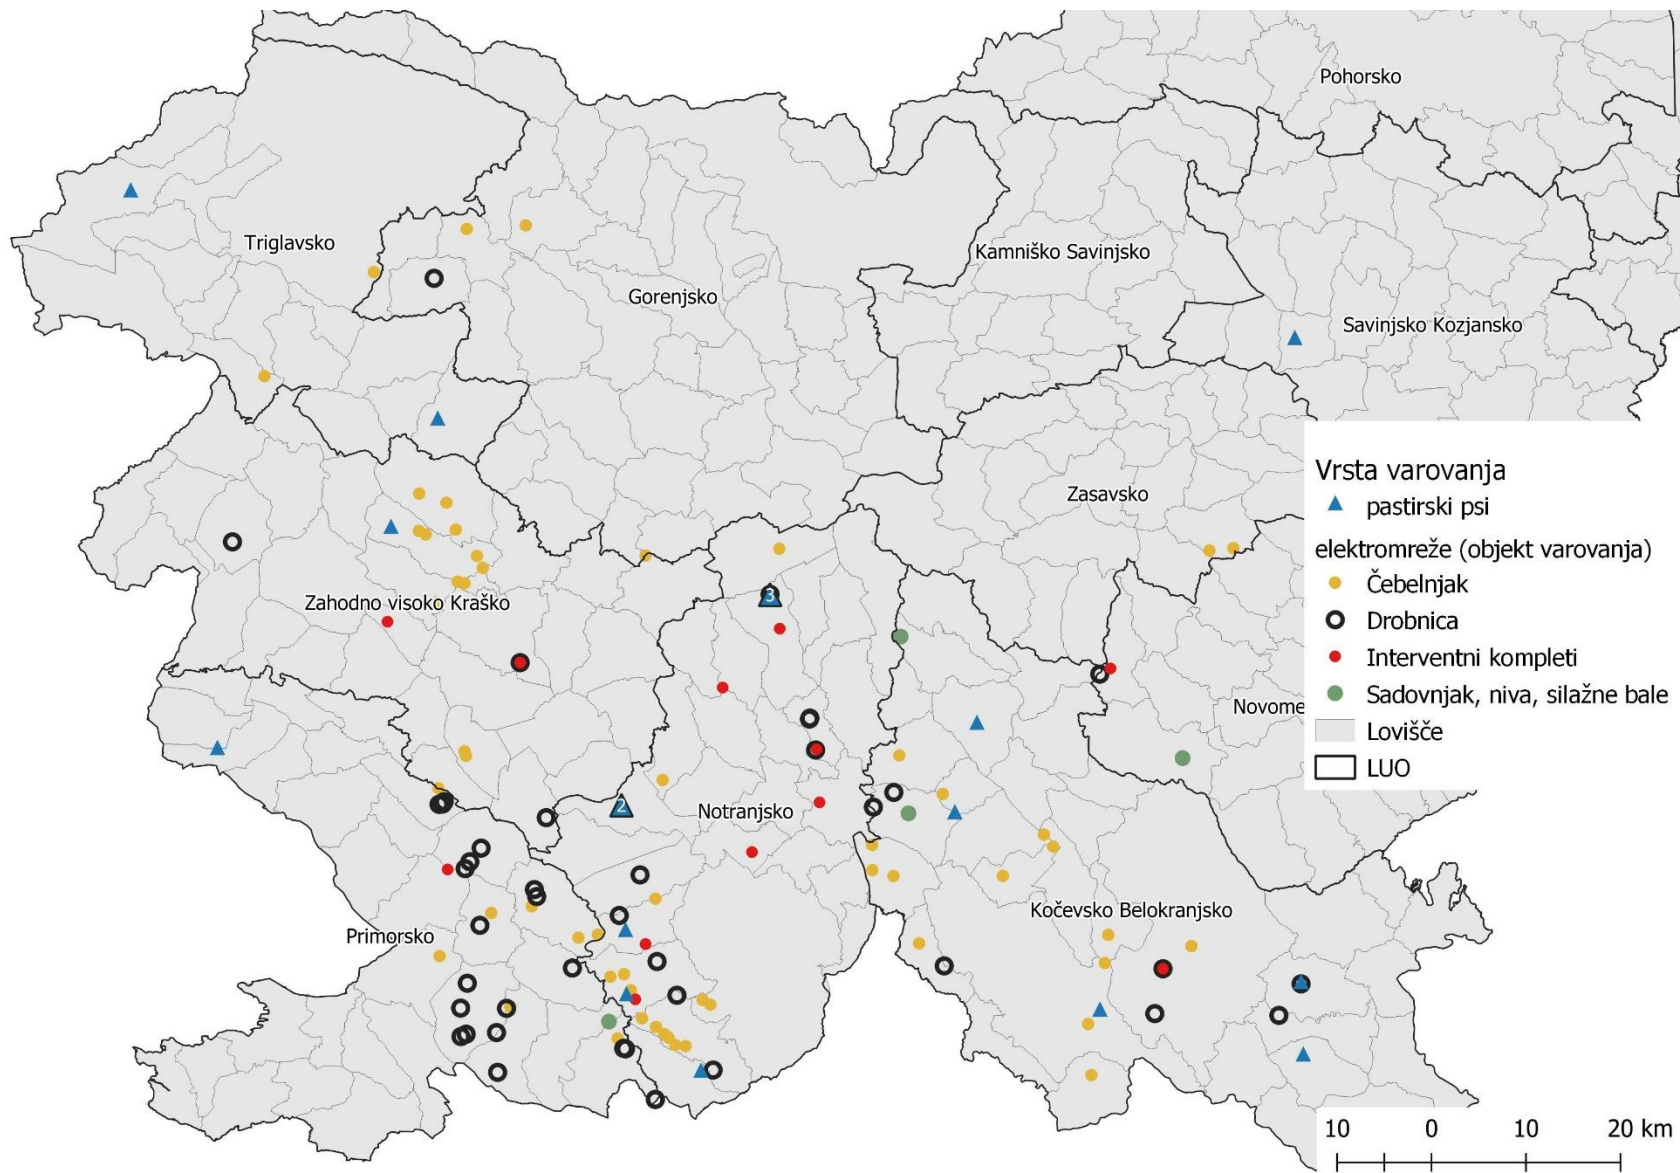 Pohorsko
Triglavsko
Kamniško Savinjsko
Gorenjsko
Savinjsko Kozjansko
Vrsta varovanja
pastirski psi
elektromreže (objekt varovanja)
Čebelnjak
Drobnica
Interventni kompleti
Sadovnjak, niva, silažne bale
Lovišče
LUO
Zasavsko
3
Zahodno visoko Kraško
Novome
2
Notranjsko
Kočevsko Belokranjsko
Primorsko
10 0 10 20 km